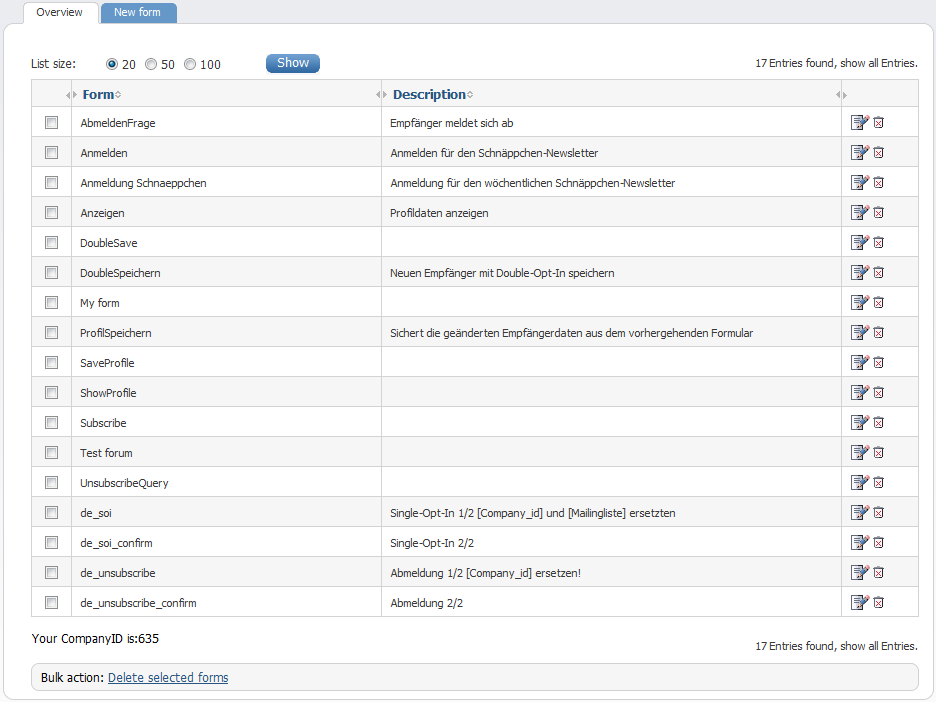 Overview New form
List size: 20 50 100 Show 17 Entries found, show all Entries.
Form Description
AbmeldenFrage Empfänger meldet sich ab
Anmelden Anmelden für den Schnäppchen-Newsletter
Anmeldung Schnaeppchen Anmeldung für den wöchentlichen Schnäppchen-Newsletter
Anzeigen Profildaten anzeigen
DoubleSave
DoubleSpeichern Neuen Empfänger mit Double-Opt-In speichern
My form
ProfilSpeichern Sichert die geänderten Empfängerdaten aus dem vorhergehenden Formular
SaveProfile
ShowProfile
Subscribe
Test forum
UnsubscribeQuery
de_soi Single-Opt-In 1/2 [Company_id] und [Mailingliste] ersetzten
de_soi_confirm Single-Opt-In 2/2
de_unsubscribe Abmeldung 1/2 [Company_id] ersetzen!
de_unsubscribe_confirm Abmeldung 2/2
Your CompanyID is:635
17 Entries found, show all Entries.
Bulk action: Delete selected forms